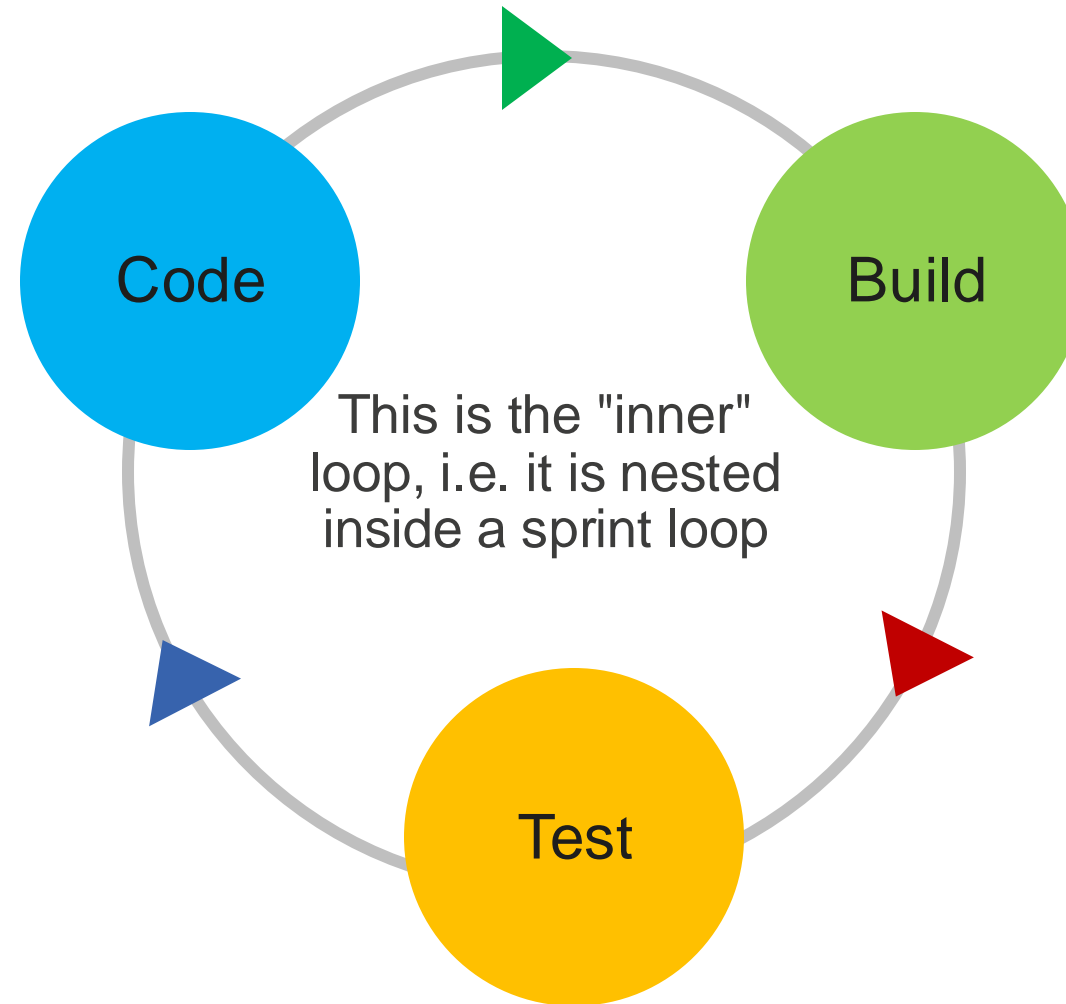 Code
Build
This is the "inner"
loop, i.e. it is nested
inside a sprint loop
Test